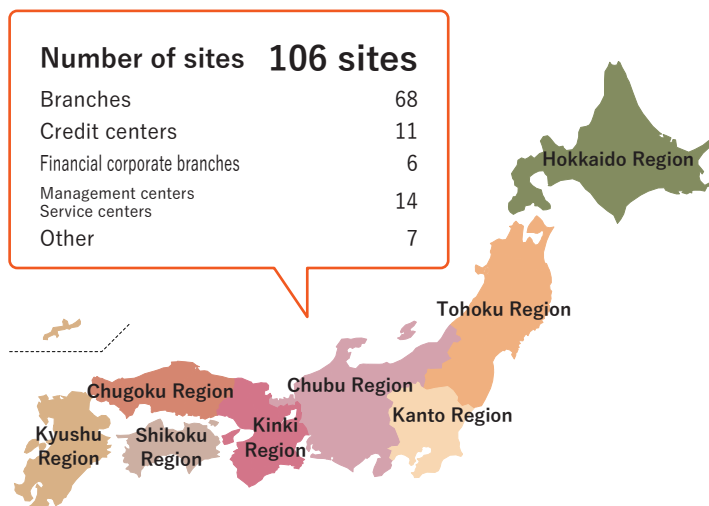 Number of sites 106 sites
Branches 68
Credit centers 11
Financial corporate branches 6
Management centers
Service centers 14
Other 7
Hokkaido Region
Tohoku Region
Chubu Region
Chugoku Region
Kanto Region
Kinki
Region
Shikoku
Region
Kyushu
Region